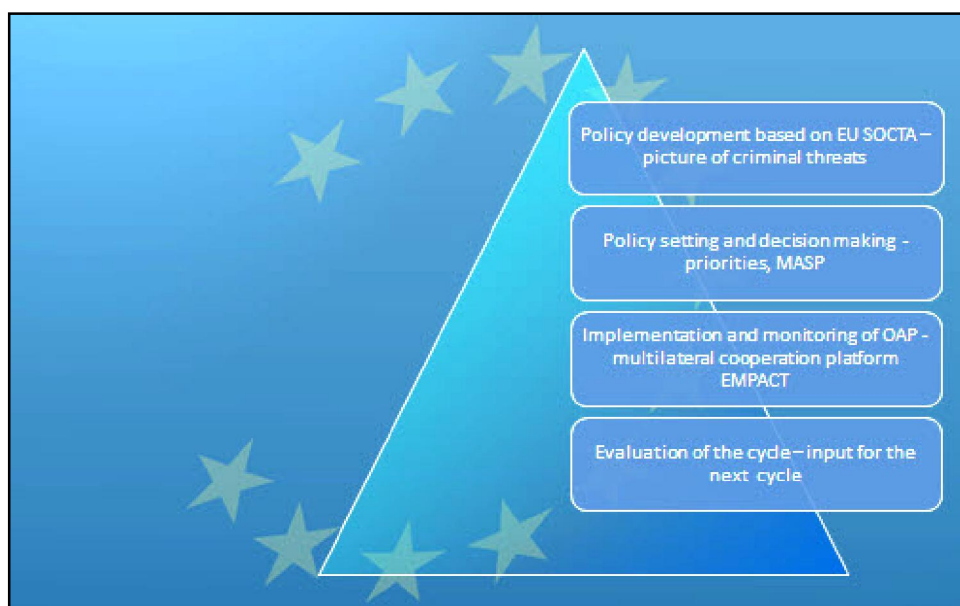 Policy development based on EU SOCTA –
picture of criminal threats
Policy setting and decision making -
priorities, MASP
Implementation and monitoring of OAP -
multilateral cooperation platform
EMPACT
Evaluation of the cycle – input for the
next cycle